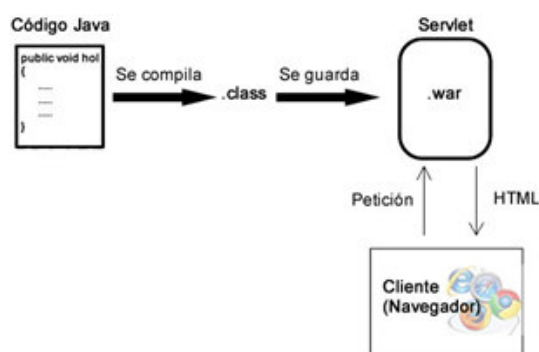 Código Java
Servlet
public void hol
{
.....
.....
.....
}
Se compila
.class
Se guarda
.war
Petición
HTML
Cliente
(Navegador)